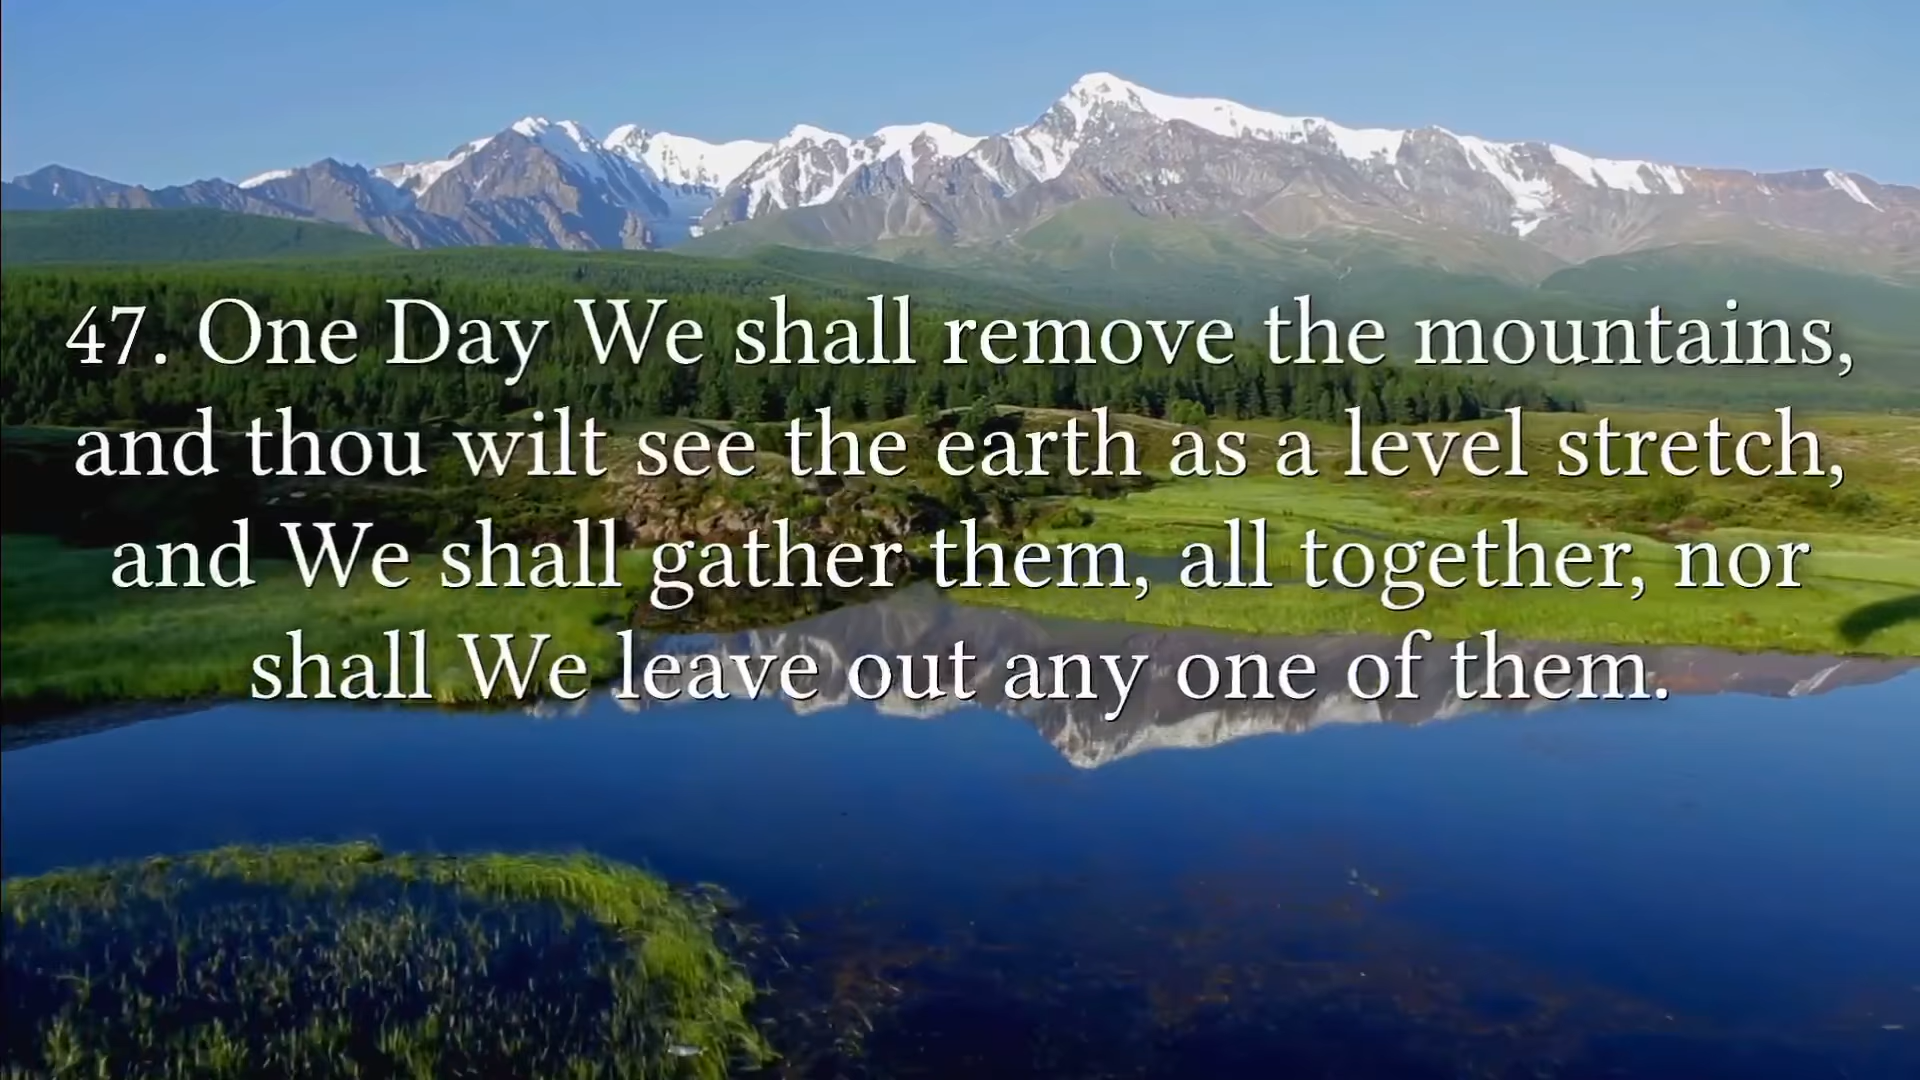 47. One Day We shall remove the mountains,
and thou wilt see the earth as a level stretch,
and We shall gather them, all together, nor
shall We leave out any one of them.